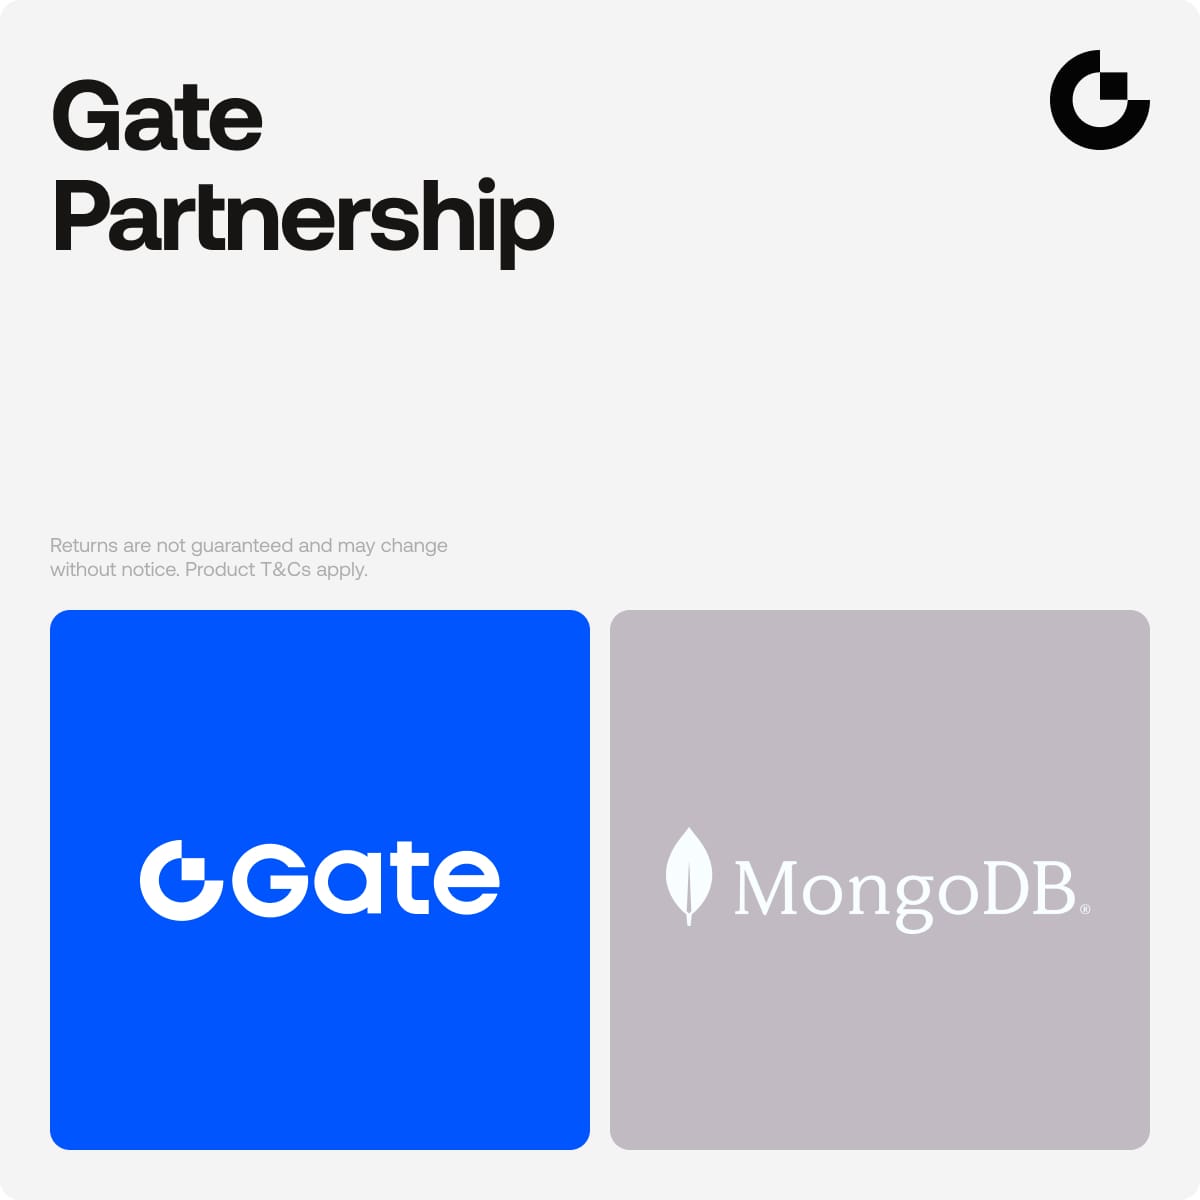 Gate
Partnership
Returns are not guaranteed and may change
without notice. Product T&Cs apply.
Gate
MongoDB®